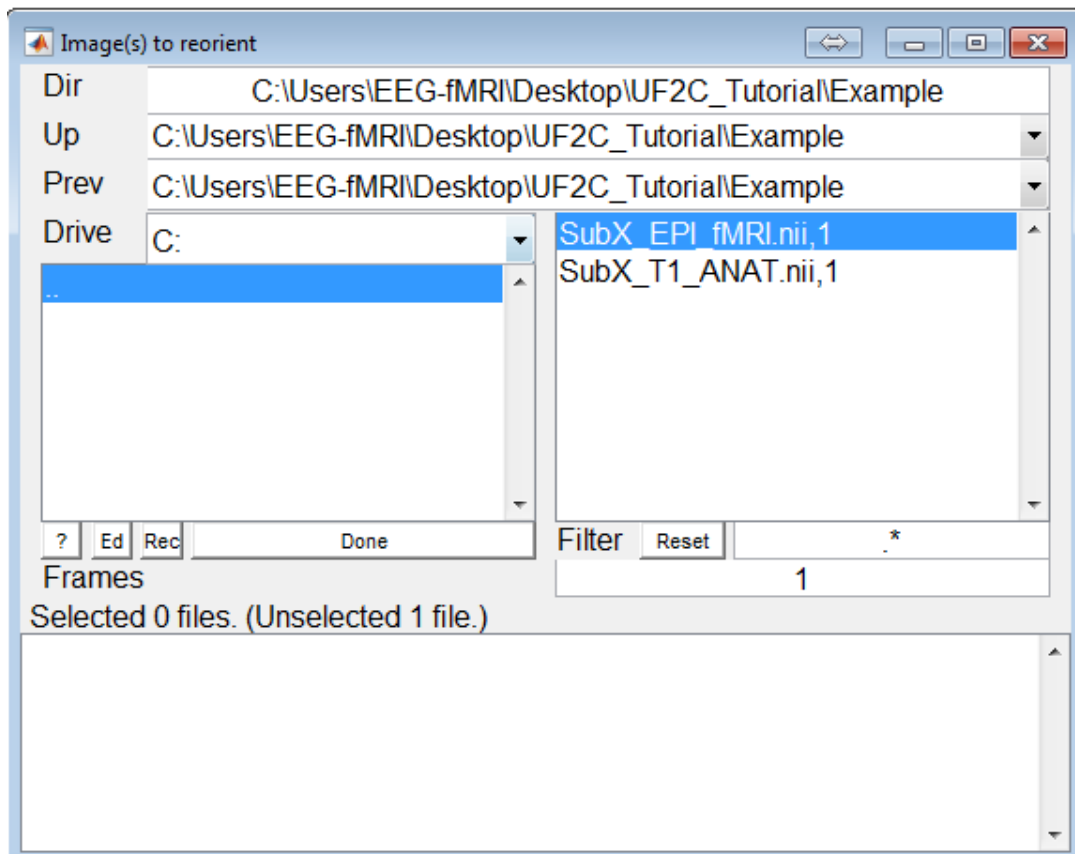 Image(s) to reorient
Dir C:\Users\EEG-fMRI\Desktop\UF2C_Tutorial\Example
Up C:\Users\EEG-fMRI\Desktop\UF2C_Tutorial\Example
Prev C:\Users\EEG-fMRI\Desktop\UF2C_Tutorial\Example
Drive C:
..
SubX_EPI_fMRI.nii,1
SubX_T1_ANAT.nii,1
? Ed Rec Done Filter Reset .*
Frames 1
Selected 0 files. (Unselected 1 file.)